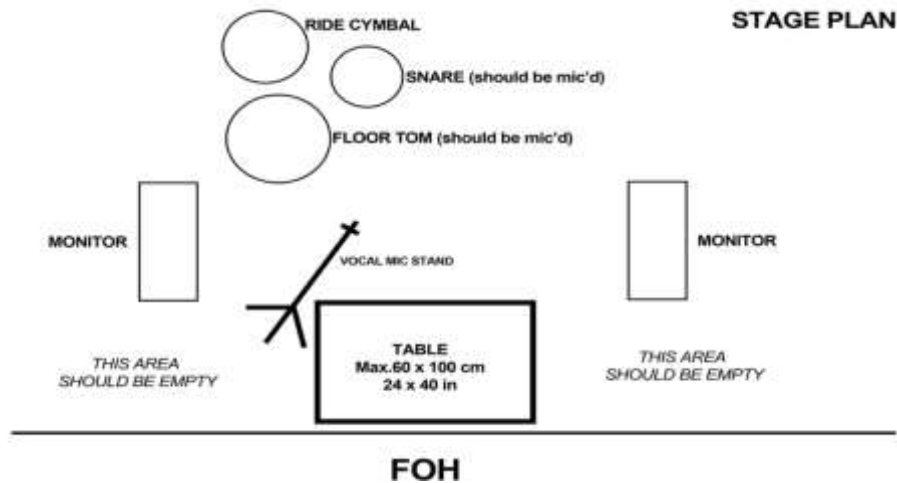 STAGE PLAN
RIDE CYMBAL
SNARE (should be mic'd)
FLOOR TOM (should be mic'd)
MONITOR
MONITOR
VOCAL MIC STAND
TABLE
Max.60 x 100 cm
24 x 40 in
THIS AREA
SHOULD BE EMPTY
THIS AREA
SHOULD BE EMPTY
FOH